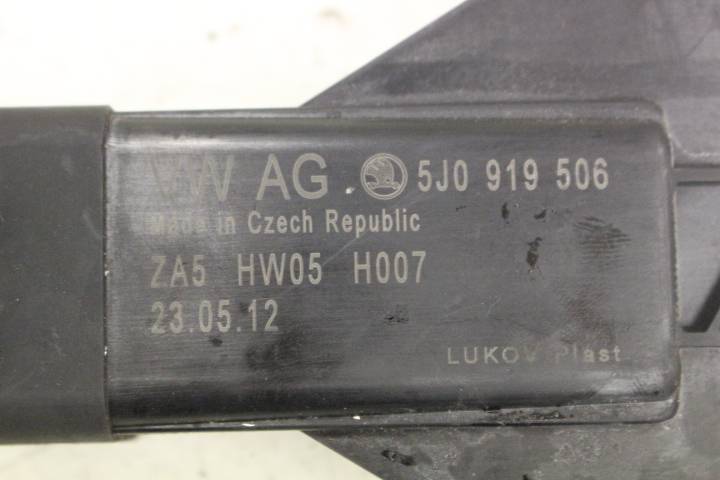 VW AG 5J0 919 506
Made in Czech Republic
ZA5 HW05 H007
23.05.12
LUKOV Plast